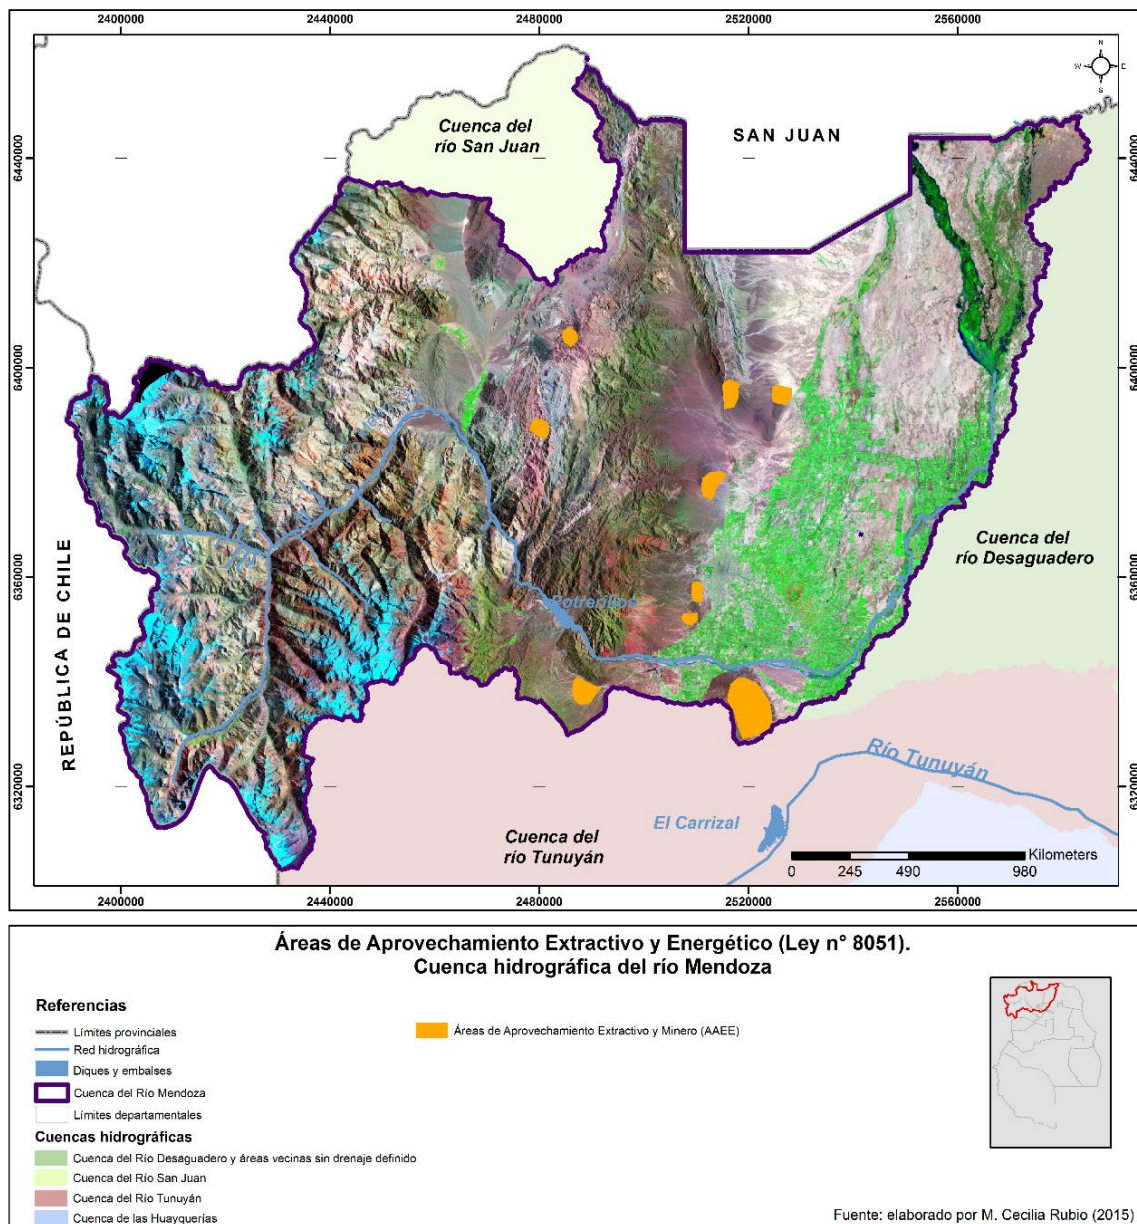 2400000 2440000 2480000 2520000 2560000
N
W E
S
Cuenca del
río San Juan
SAN JUAN
6440000 6440000
6400000 6400000
REPÚBLICA DE CHILE
Cuenca del
río Desaguadero
6360000 6360000
Potrerillos
Río Tunuyán
6320000 6320000
El Carrizal
Cuenca del
río Tunuyán
Kilometers
0 245 490 980
2400000 2440000 2480000 2520000 2560000
Áreas de Aprovechamiento Extractivo y Energético (Ley n° 8051).
Cuenca hidrográfica del río Mendoza
Referencias
Límites provinciales
Red hidrográfica
Diques y embalses
Cuenca del Río Mendoza
Límites departamentales
Áreas de Aprovechamiento Extractivo y Minero (AAEE)
Cuencas hidrográficas
Cuenca del Río Desaguadero y áreas vecinas sin drenaje definido
Cuenca del Río San Juan
Cuenca del Río Tunuyán
Cuenca de las Huayquerías
Fuente: elaborado por M. Cecilia Rubio (2015)